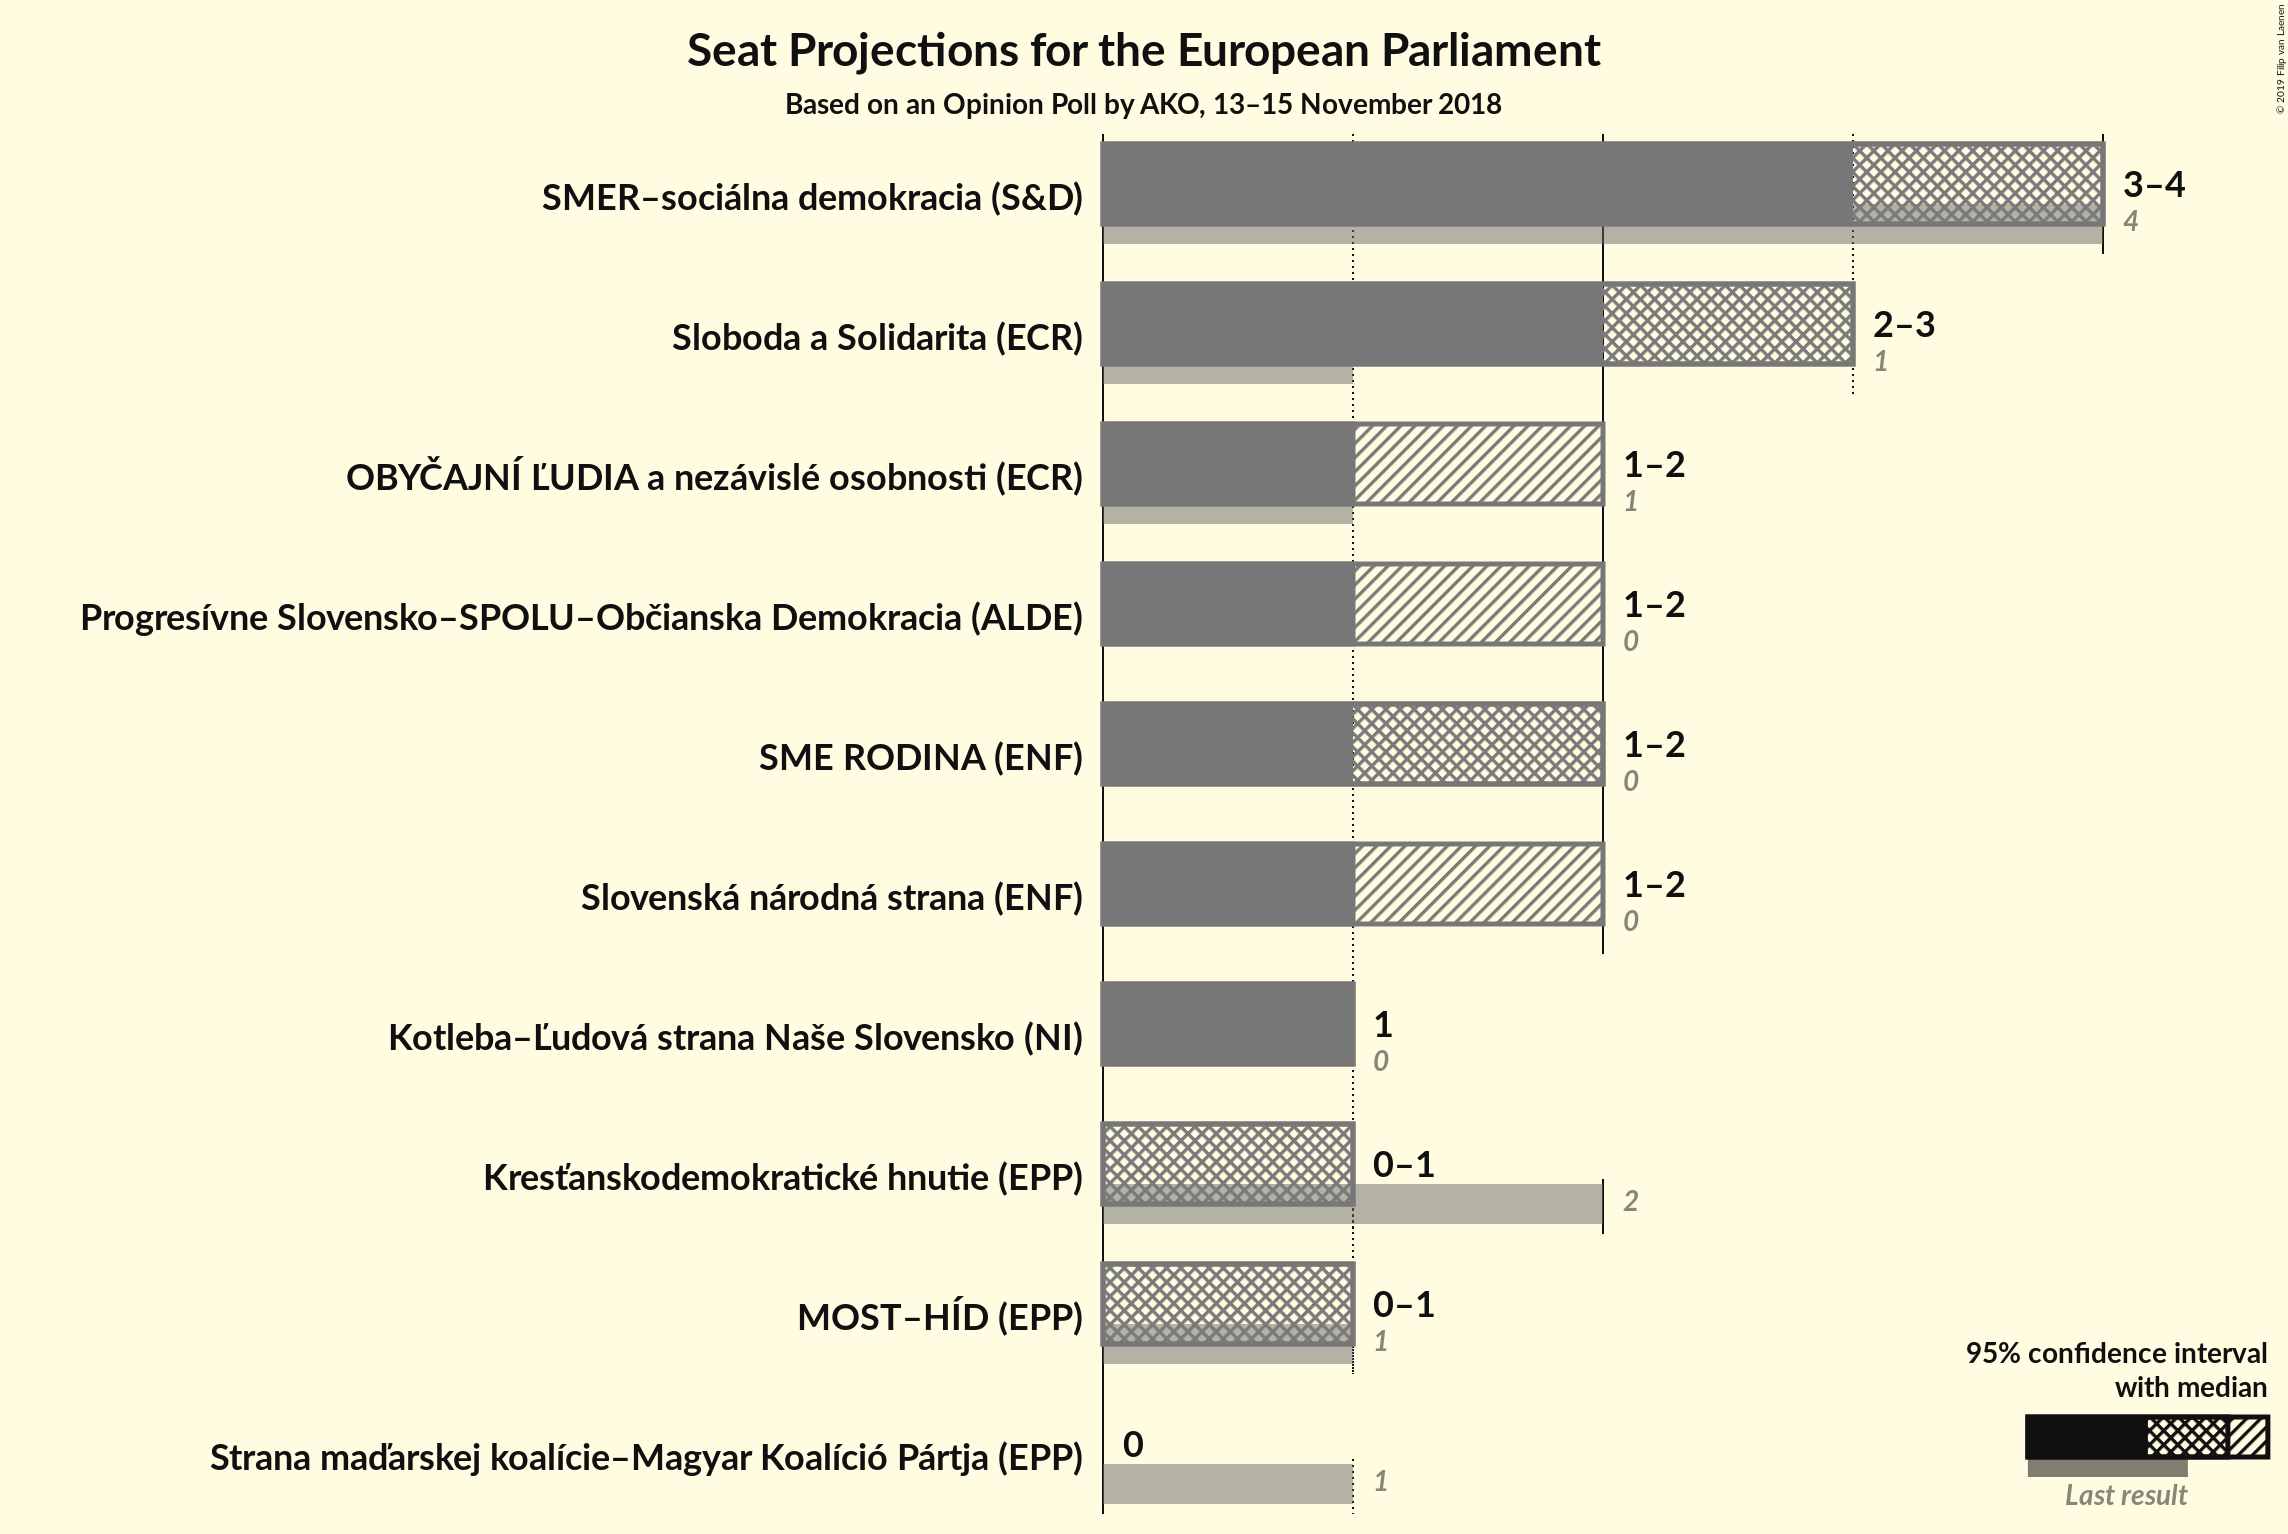 Seat Projections for the European Parliament
Based on an Opinion Poll by AKO, 13–15 November 2018
© 2019 Filip van Laenen
SMER–sociálna demokracia (S&D)
3–4
4
Sloboda a Solidarita (ECR)
2–3
1
OBYČAJNÍ ĽUDIA a nezávislé osobnosti (ECR)
1–2
1
Progresívne Slovensko–SPOLU–Občianska Demokracia (ALDE)
1–2
0
SME RODINA (ENF)
1–2
0
Slovenská národná strana (ENF)
1–2
0
Kotleba–Ľudová strana Naše Slovensko (NI)
1
0
Kresťanskodemokratické hnutie (EPP)
0–1
2
MOST–HÍD (EPP)
0–1
1
Strana maďarskej koalície–Magyar Koalíció Pártja (EPP)
0
1
95% confidence interval
with median
Last result